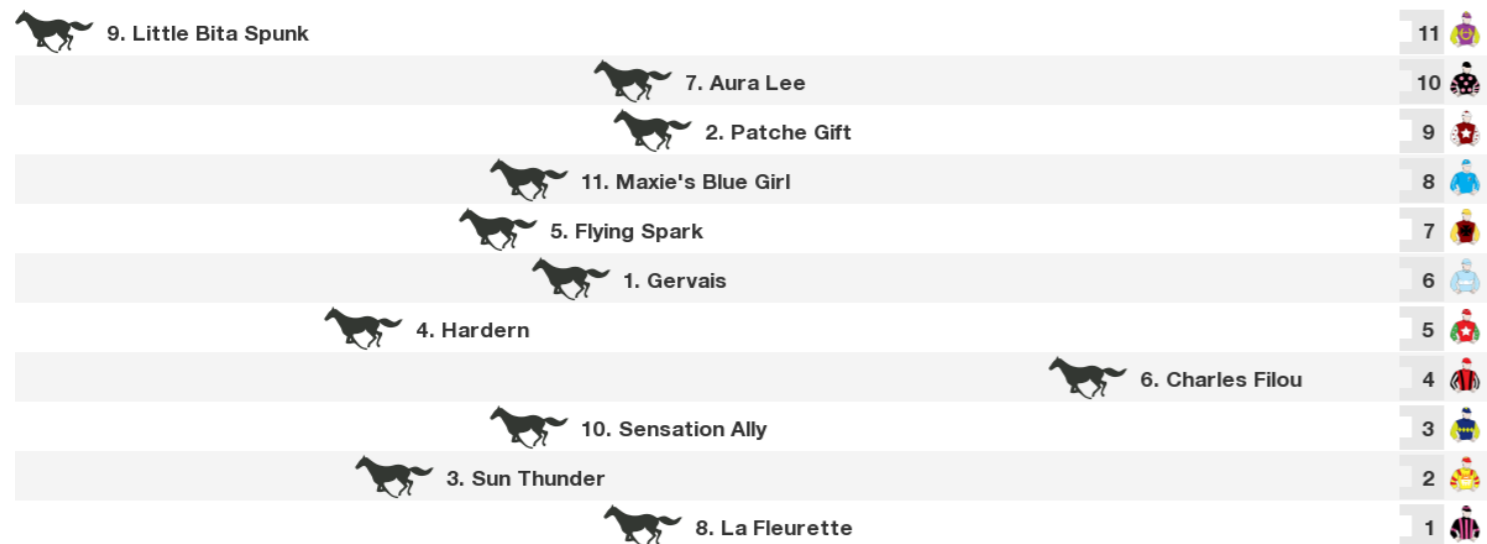 9. Little Bita Spunk 11
7. Aura Lee 10
2. Patche Gift 9
11. Maxie's Blue Girl 8
5. Flying Spark 7
1. Gervais 6
4. Hardern 5
6. Charles Filou 4
10. Sensation Ally 3
3. Sun Thunder 2
8. La Fleurette 1